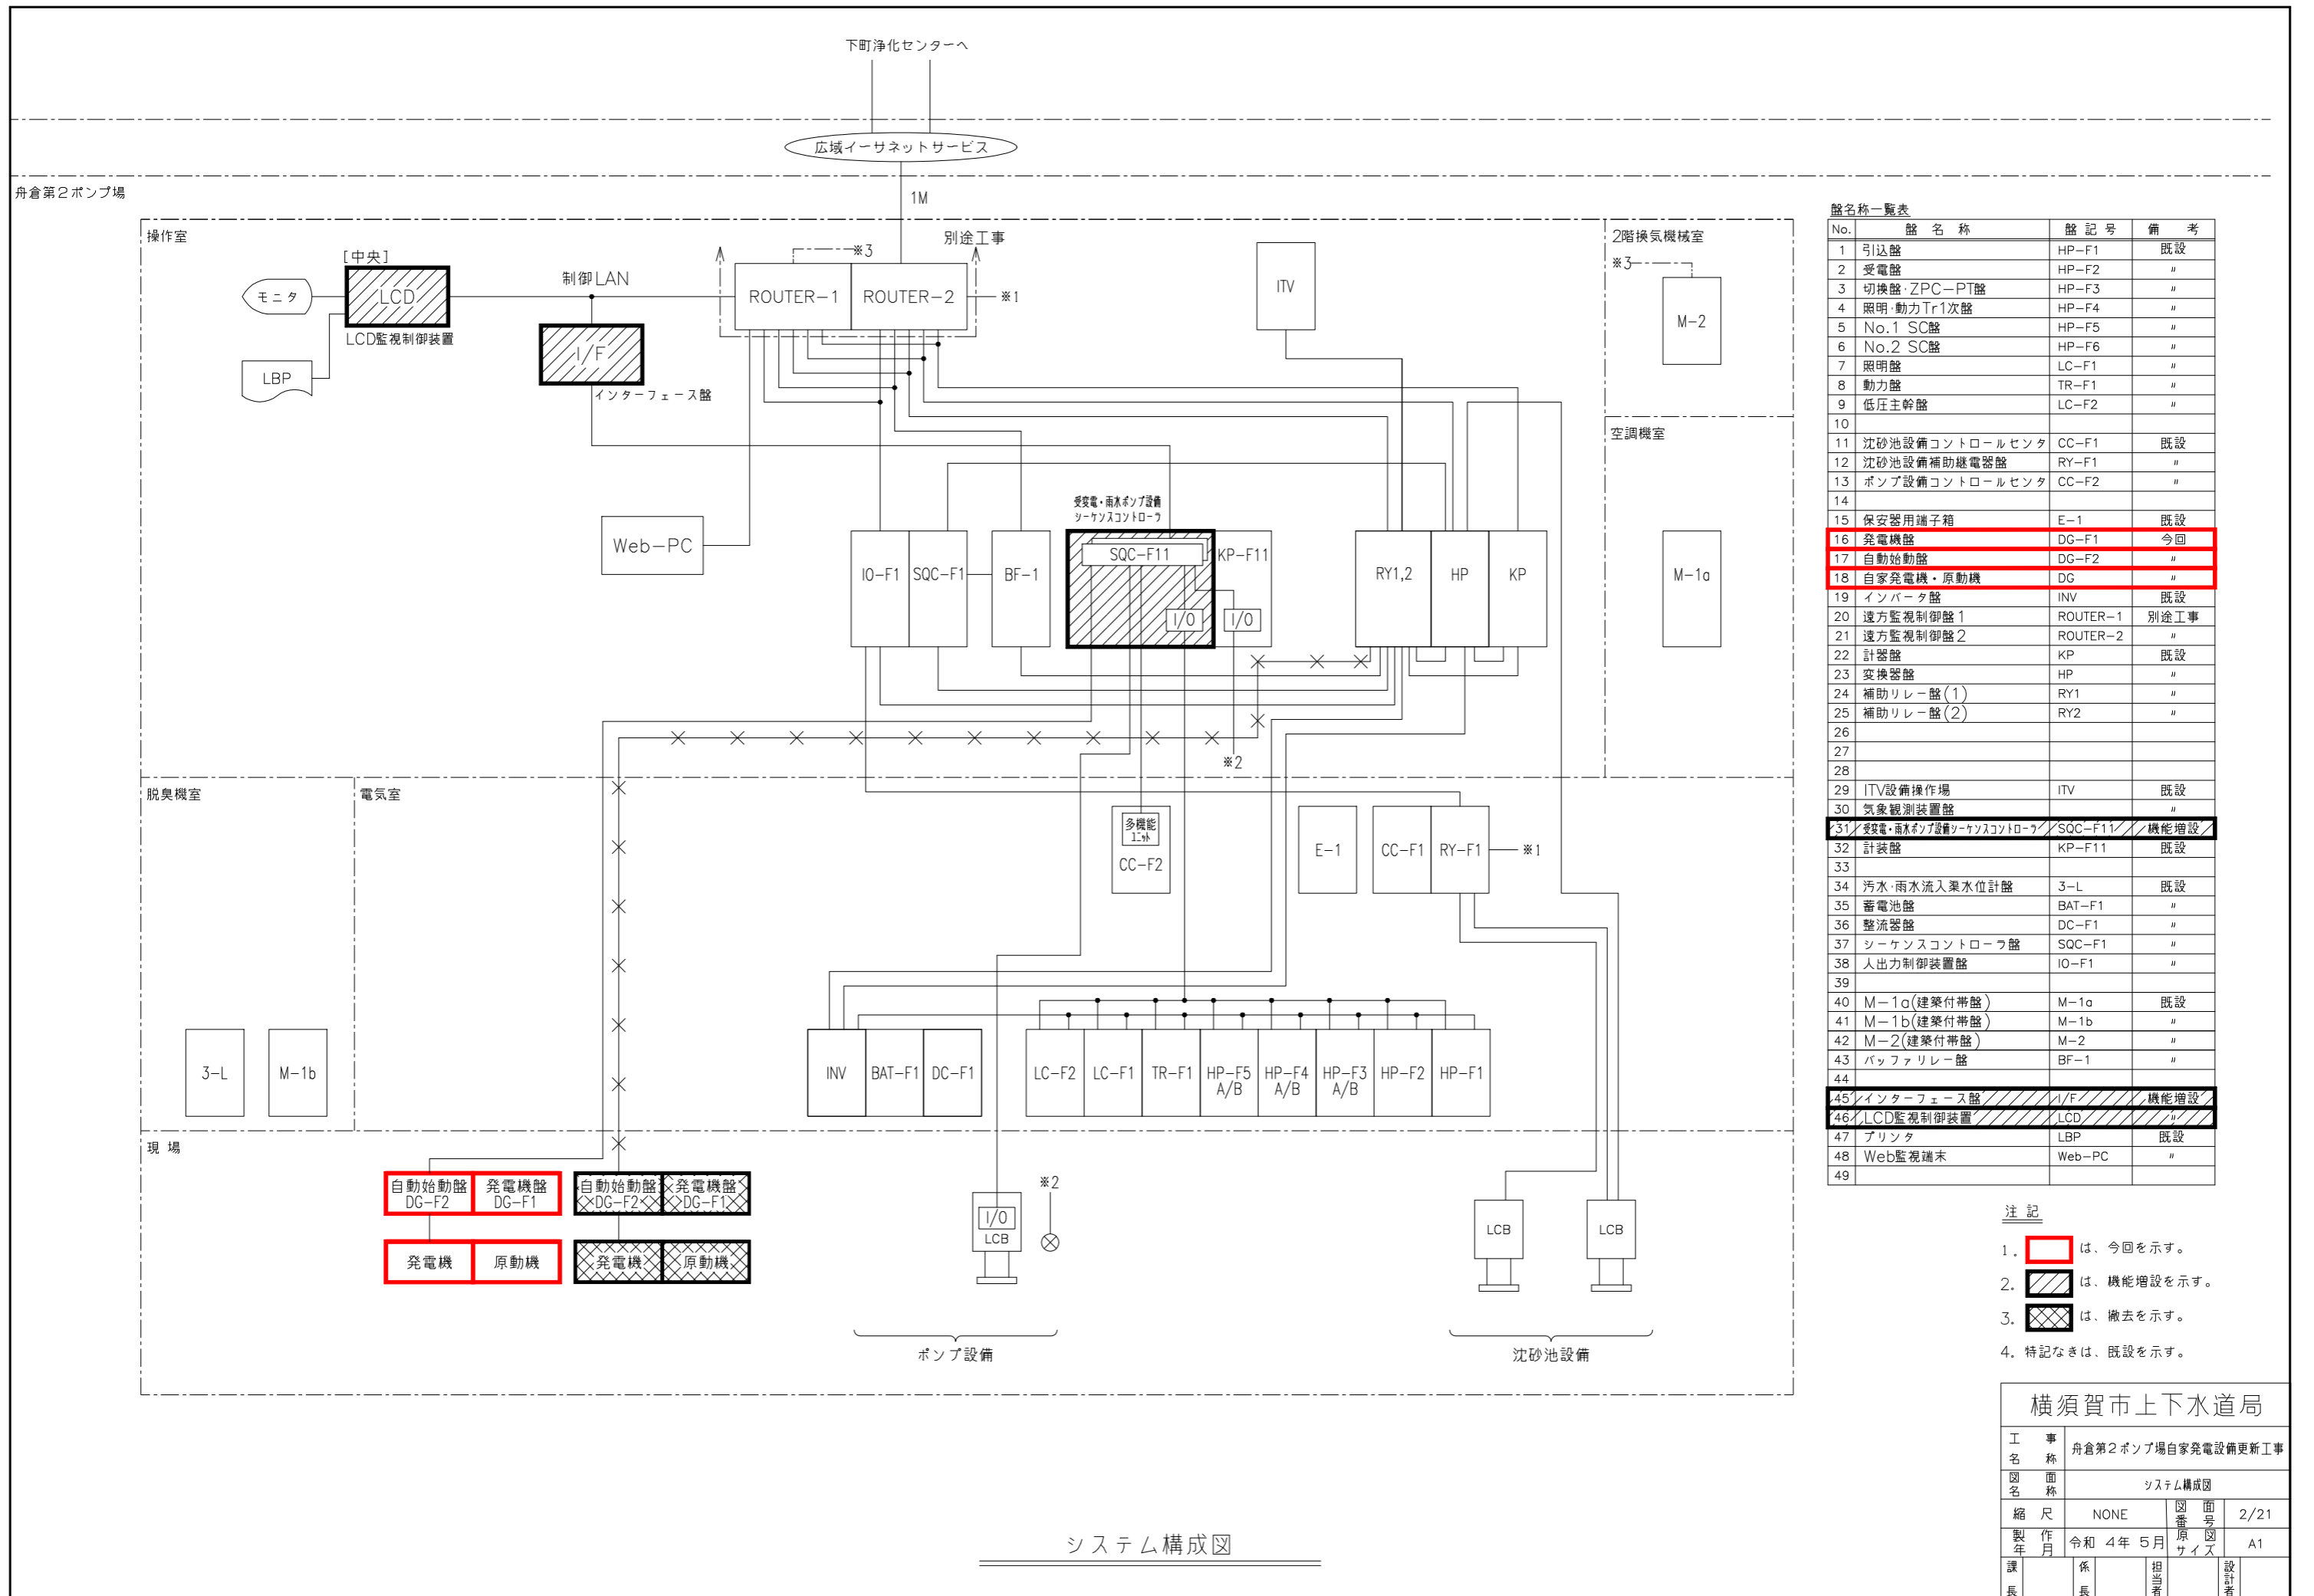 下町浄化センターへ
広域イーサネットサービス
舟倉第2ポンプ場
1M
操作室
[中央]
制御LAN
※3
別途工事
モニタ
LCD
LCD監視制御装置
LBP
I/F
インターフェース盤
ROUTER-1
ROUTER-2
※1
ITV
2階換気機械室
※3
M-2
空調機室
M-1a
Web-PC
受変電・雨水ポンプ設備
シーケンスコントローラ
IO-F1
SQC-F1
BF-1
SQC-F11
KP-F11
I/O
I/O
RY1,2
HP
KP
※2
脱臭機室
電気室
多機能
ユニット
CC-F2
E-1
CC-F1
RY-F1
※1
3-L
M-1b
INV
BAT-F1
DC-F1
LC-F2
LC-F1
TR-F1
HP-F5
A/B
HP-F4
A/B
HP-F3
A/B
HP-F2
HP-F1
現 場
自動始動盤
DG-F2
発電機盤
DG-F1
自動始動盤
DG-F2
発電機盤
DG-F1
発電機
原動機
発電機
原動機
I/O
LCB
※2
LCB
LCB
ポンプ設備
沈砂池設備
システム構成図
盤名称一覧表
No. 盤 名 称 盤 記 号 備 考
1 引込盤 HP-F1 既設
2 受電盤 HP-F2 〃
3 切換盤・ZPC-PT盤 HP-F3 〃
4 照明・動力Tr1次盤 HP-F4 〃
5 No.1 SC盤 HP-F5 〃
6 No.2 SC盤 HP-F6 〃
7 照明盤 LC-F1 〃
8 動力盤 TR-F1 〃
9 低圧主幹盤 LC-F2 〃
10
11 沈砂池設備コントロールセンタ CC-F1 既設
12 沈砂池設備補助継電器盤 RY-F1 〃
13 ポンプ設備コントロールセンタ CC-F2 〃
14
15 保安器用端子箱 E-1 既設
16 発電機盤 DG-F1 今回
17 自動始動盤 DG-F2 〃
18 自家発電機・原動機 DG 〃
19 インバータ盤 INV 既設
20 遠方監視制御盤1 ROUTER-1 別途工事
21 遠方監視制御盤2 ROUTER-2 〃
22 計器盤 KP 既設
23 変換器盤 HP 〃
24 補助リレー盤(1) RY1 〃
25 補助リレー盤(2) RY2 〃
26
27
28
29 ITV設備操作場 ITV 既設
30 気象観測装置盤 〃
31 受変電・雨水ポンプ設備シーケンスコントローラ SQC-F11 機能増設
32 計装盤 KP-F11 既設
33
34 汚水・雨水流入渠水位計盤 3-L 既設
35 蓄電池盤 BAT-F1 〃
36 整流器盤 DC-F1 〃
37 シーケンスコントローラ盤 SQC-F1 〃
38 入出力制御装置盤 IO-F1 〃
39
40 M-1a(建築付帯盤) M-1a 既設
41 M-1b(建築付帯盤) M-1b 〃
42 M-2(建築付帯盤) M-2 〃
43 バッファリレー盤 BF-1 〃
44
45 インターフェース盤 I/F 機能増設
46 LCD監視制御装置 LCD 〃
47 プリンタ LBP 既設
48 Web監視端末 Web-PC 〃
49
注 記
1. は、今回を示す。
2. は、機能増設を示す。
3. は、撤去を示す。
4. 特記なきは、既設を示す。
横須賀市上下水道局
工事名称 舟倉第2ポンプ場自家発電設備更新工事
図面名称 システム構成図
縮尺 NONE 図面番号 2/21
製作年月 令和 4年 5月 原図サイズ A1
課長 係長 担当者 設計者